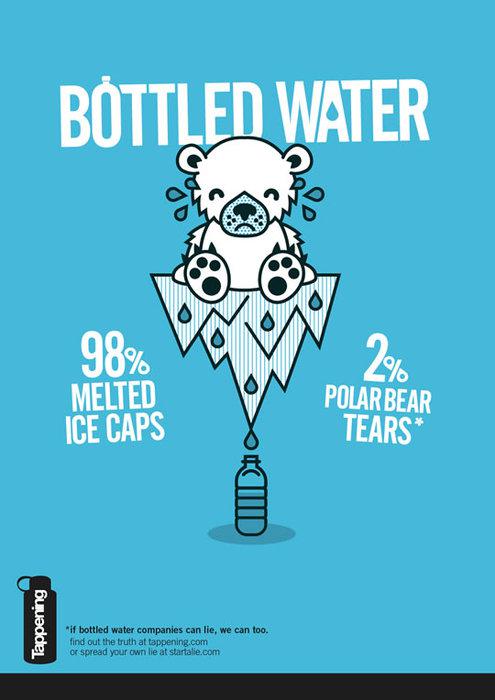 BOTTLED WATER
98%
MELTED
ICE CAPS
2%
POLAR BEAR
TEARS*
Tappening
*if bottled water companies can lie, we can too.
find out the truth at tappening.com
or spread your own lie at startalie.com